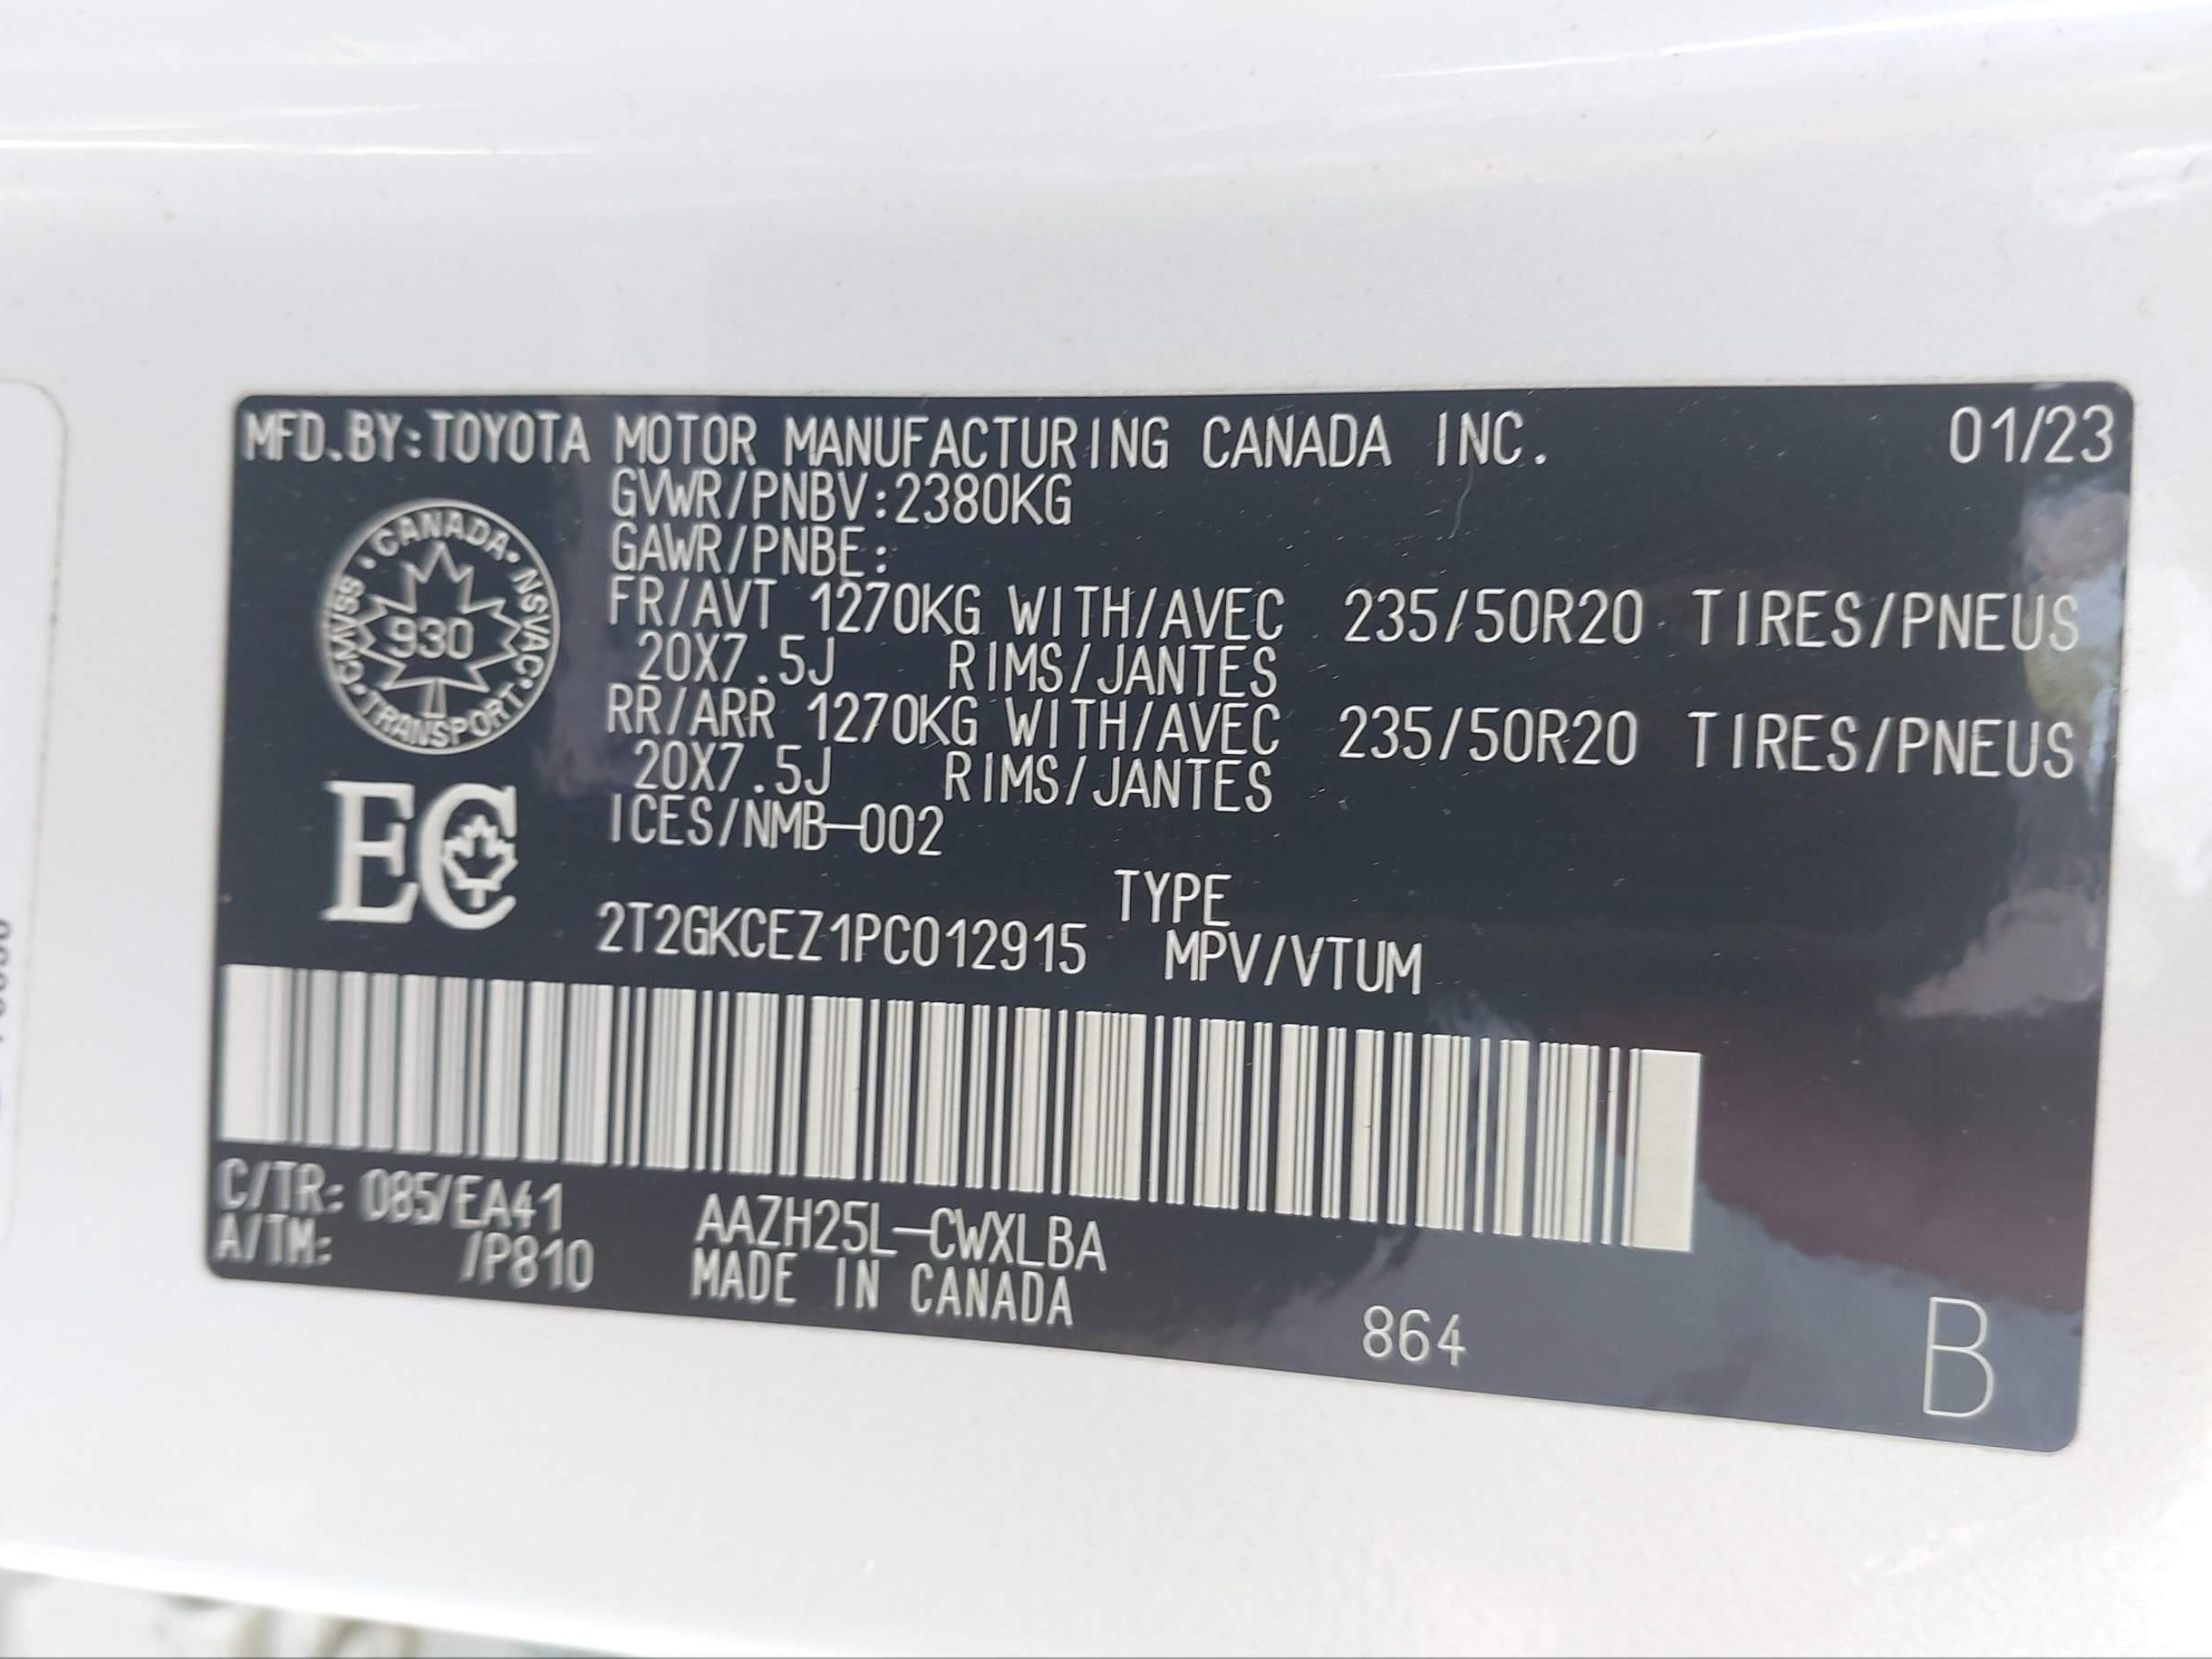 MFD.BY:TOYOTA MOTOR MANUFACTURING CANADA INC. 01/23
GVWR/PNBV:2380KG
GAWR/PNBE:
FR/AVT 1270KG WITH/AVEC 235/50R20 TIRES/PNEUS
20X7.5J RIMS/JANTES
RR/ARR 1270KG WITH/AVEC 235/50R20 TIRES/PNEUS
20X7.5J RIMS/JANTES
ICES/NMB-002
CANADA • NSVAC • TRANSPORT • CMVSS •
930
EC
TYPE
2T2GKCEZ1PC012915 MPV/VTUM
C/TR: 085/EA41 AAZH25L-CWXLBA
A/TM: /P810 MADE IN CANADA
864 B